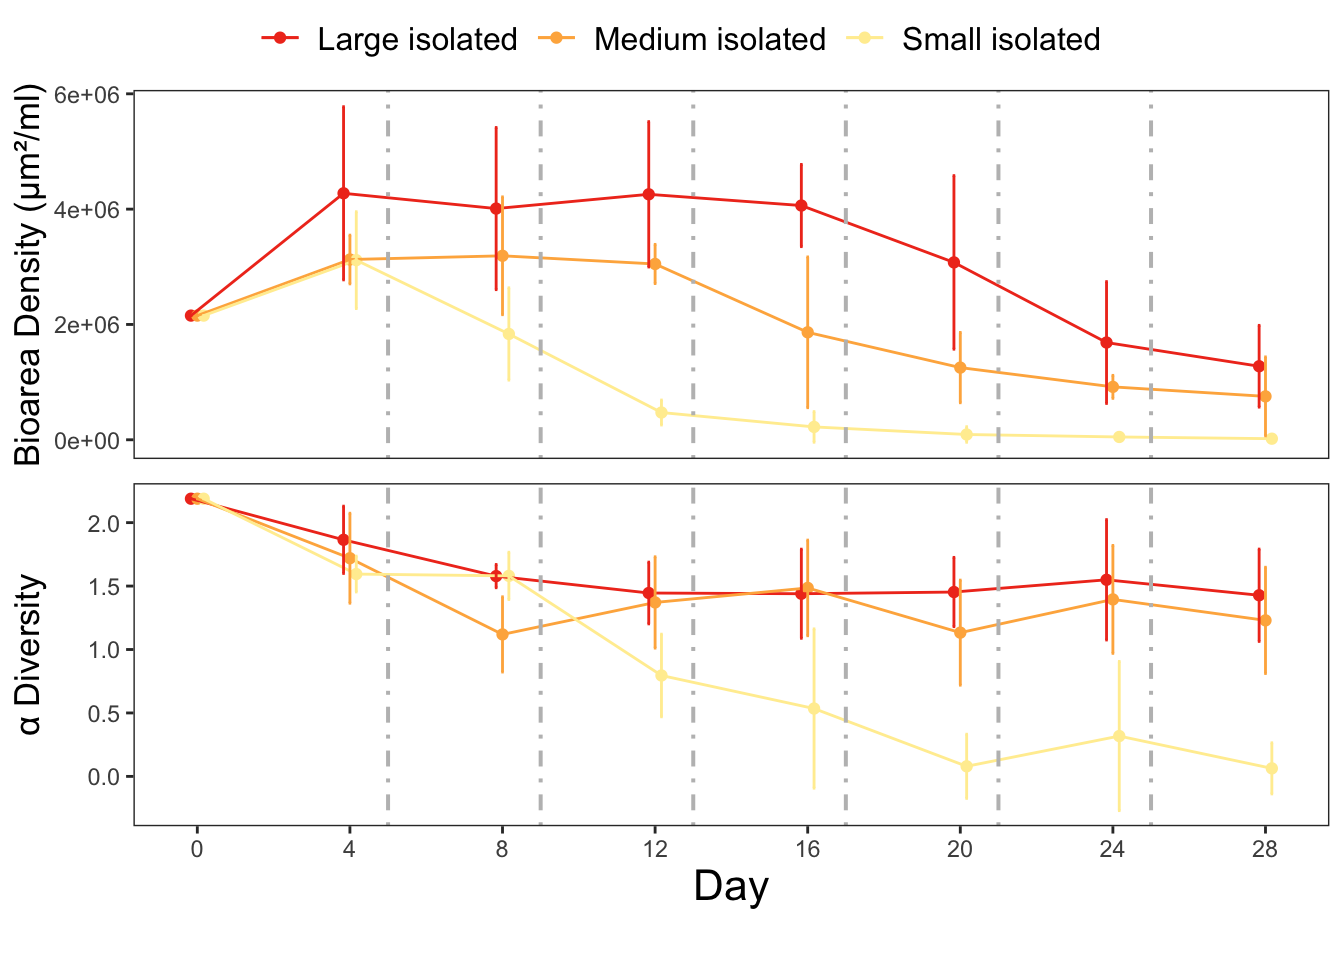 Large isolated Medium isolated Small isolated
Bioarea Density (µm²/ml)
6e+06
4e+06
2e+06
0e+00
α Diversity
2.0
1.5
1.0
0.5
0.0
0 4 8 12 16 20 24 28
Day